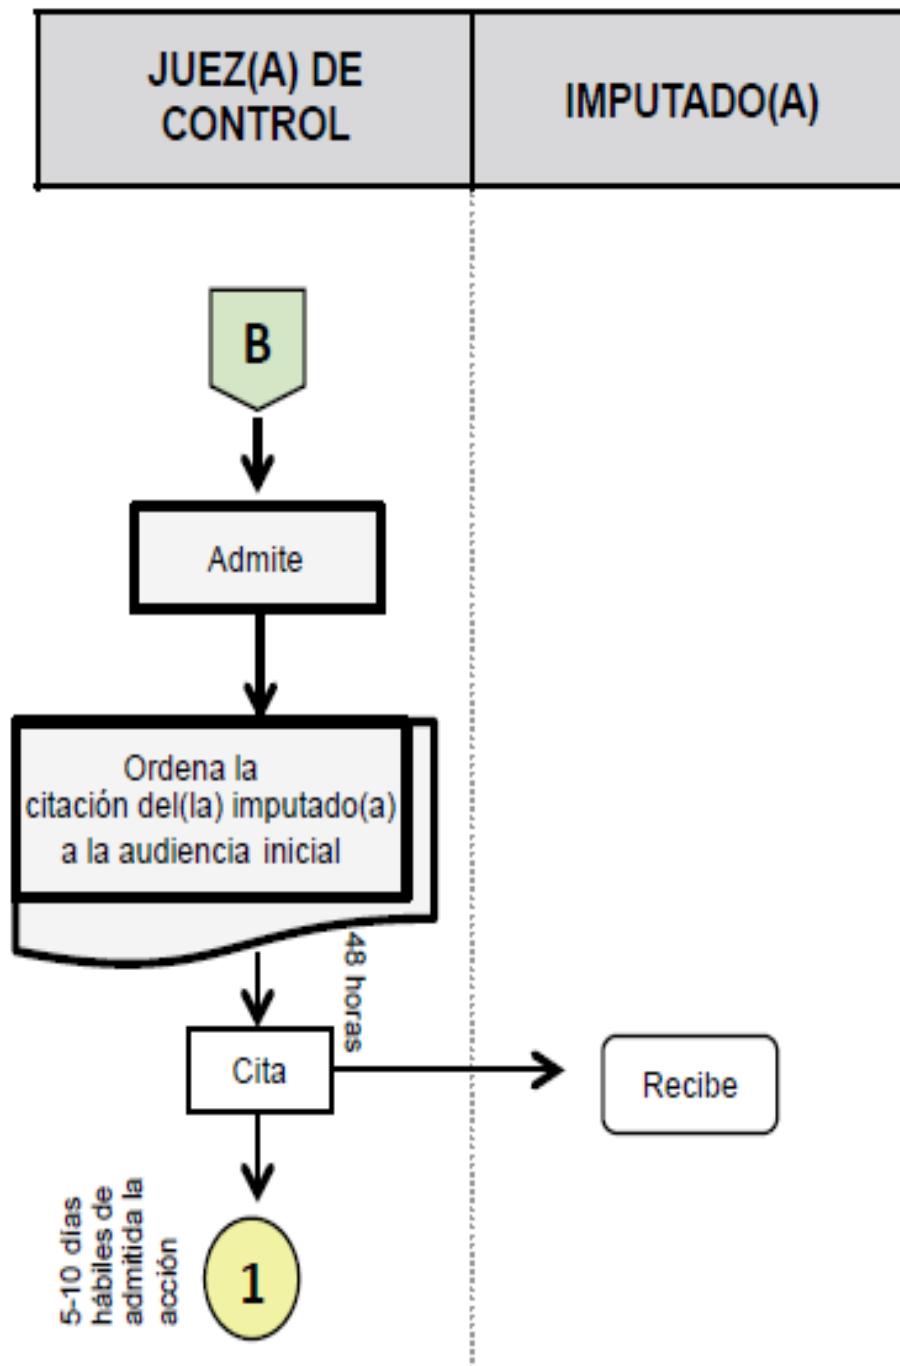 JUEZ(A) DE
CONTROL
IMPUTADO(A)
B
Admite
Ordena la
citación del(la) imputado(a)
a la audiencia inicial
48 horas
Cita
Recibe
5-10 días
hábiles de
admitida la
acción
1